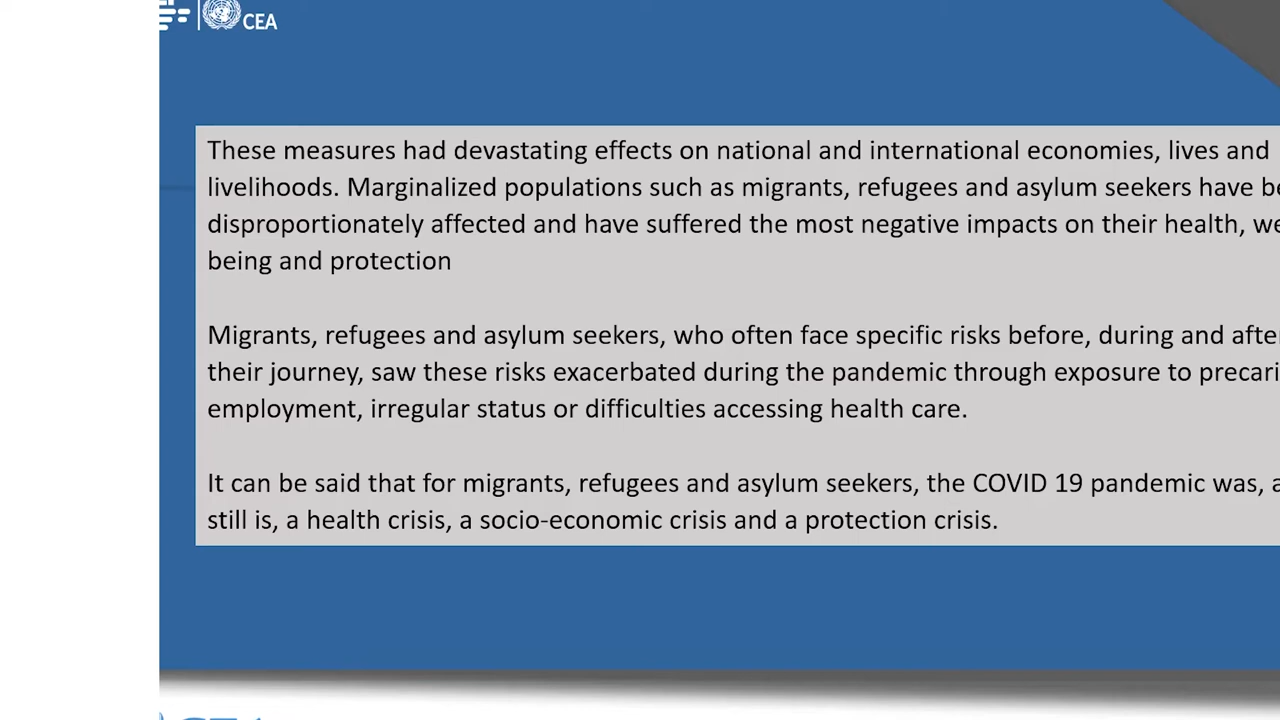 CEA
These measures had devastating effects on national and international economies, lives and
livelihoods. Marginalized populations such as migrants, refugees and asylum seekers have
disproportionately affected and have suffered the most negative impacts on their health,
being and protection
Migrants, refugees and asylum seekers, who often face specific risks before, during and
their journey, saw these risks exacerbated during the pandemic through exposure to
employment, irregular status or difficulties accessing health care.
It can be said that for migrants, refugees and asylum seekers, the COVID 19 pandemic was,
still is, a health crisis, a socio-economic crisis and a protection crisis.